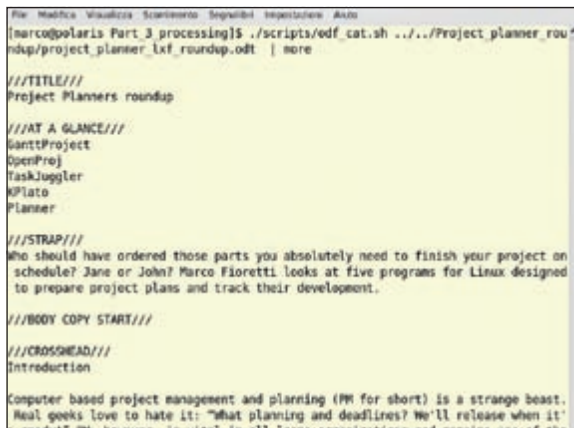 File Modifica Visualizza Scorrimento Segnalibri Impostazioni Aiuto
[marco@polaris Part_3_processing]$ ./scripts/odf_cat.sh ../../Project_planner_rou
ndup/project_planner_lxf_roundup.odt | more
///TITLE///
Project Planners roundup
///AT A GLANCE///
GanttProject
OpenProj
TaskJuggler
KPlato
Planner
///STRAP///
Who should have ordered those parts you absolutely need to finish your project on
schedule? Jane or John? Marco Fioretti looks at five programs for Linux designed
to prepare project plans and track their development.
///BODY COPY START///
///CROSSHEAD///
Introduction
Computer based project management and planning (PM for short) is a strange beast.
Real geeks love to hate it: "What planning and deadlines? We'll release when it'